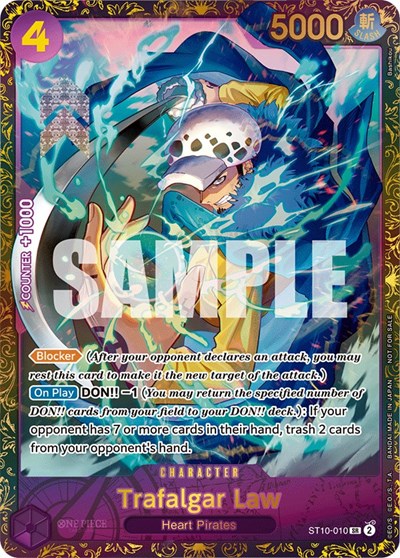 4
5000 斬
SLASH
Bashikou
COUNTER +1000
SAMPLE
Blocker (After your opponent declares an attack, you may
rest this card to make it the new target of the attack.)
On Play DON!! −1 (You may return the specified number of
DON!! cards from your field to your DON!! deck.): If your
opponent has 7 or more cards in their hand, trash 2 cards
from your opponent's hand.
CHARACTER
Trafalgar Law
Heart Pirates
ONE PIECE
ST10-010 SR 2
©E.O/S., ©E.O./S.,T.A BANDAI MADE IN JAPAN NOT FOR SALE